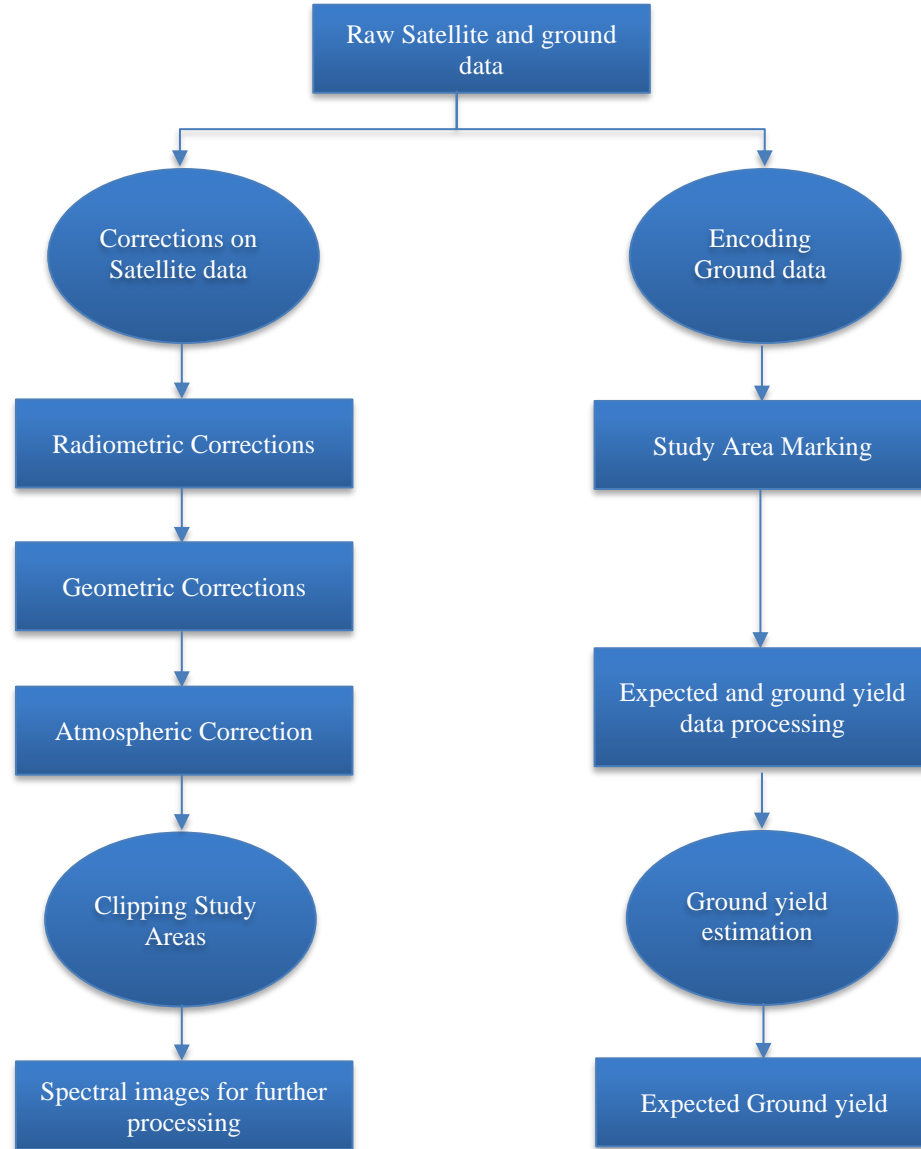 Raw Satellite and ground
data
Corrections on
Satellite data
Encoding
Ground data
Radiometric Corrections
Study Area Marking
Geometric Corrections
Expected and ground yield
data processing
Atmospheric Correction
Clipping Study
Areas
Ground yield
estimation
Spectral images for further
processing
Expected Ground yield